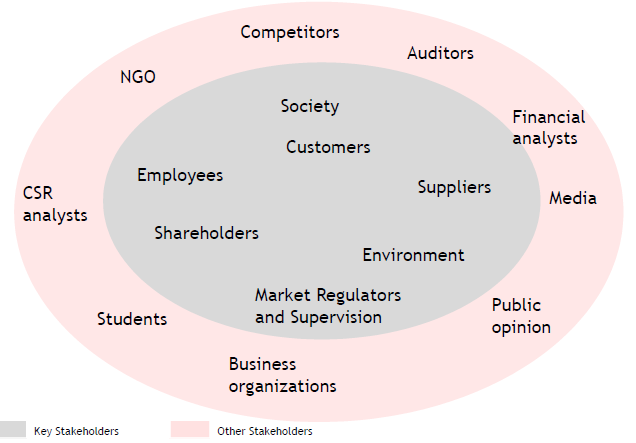 Competitors
Auditors
NGO
Society
Financial
analysts
Customers
Employees
Suppliers
CSR
analysts
Media
Shareholders
Environment
Market Regulators
and Supervision
Public
opinion
Students
Business
organizations
Key Stakeholders
Other Stakeholders